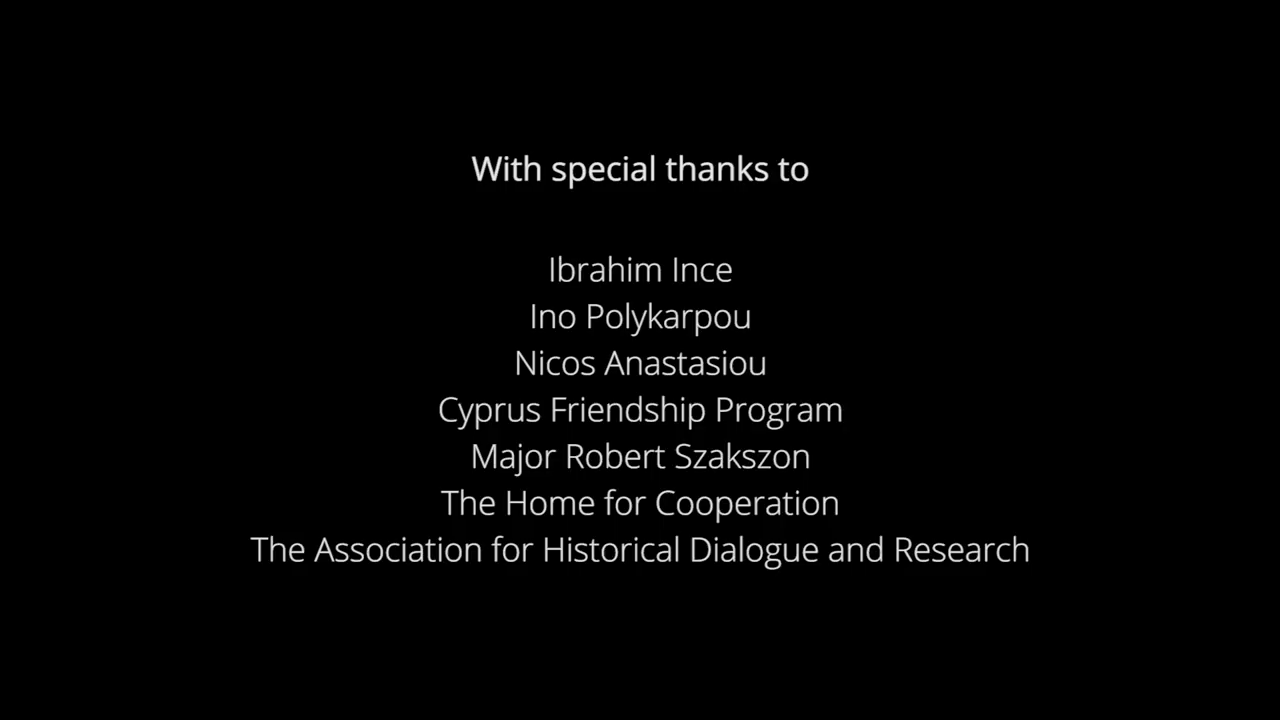 With special thanks to
Ibrahim Ince
Ino Polykarpou
Nicos Anastasiou
Cyprus Friendship Program
Major Robert Szakszon
The Home for Cooperation
The Association for Historical Dialogue and Research